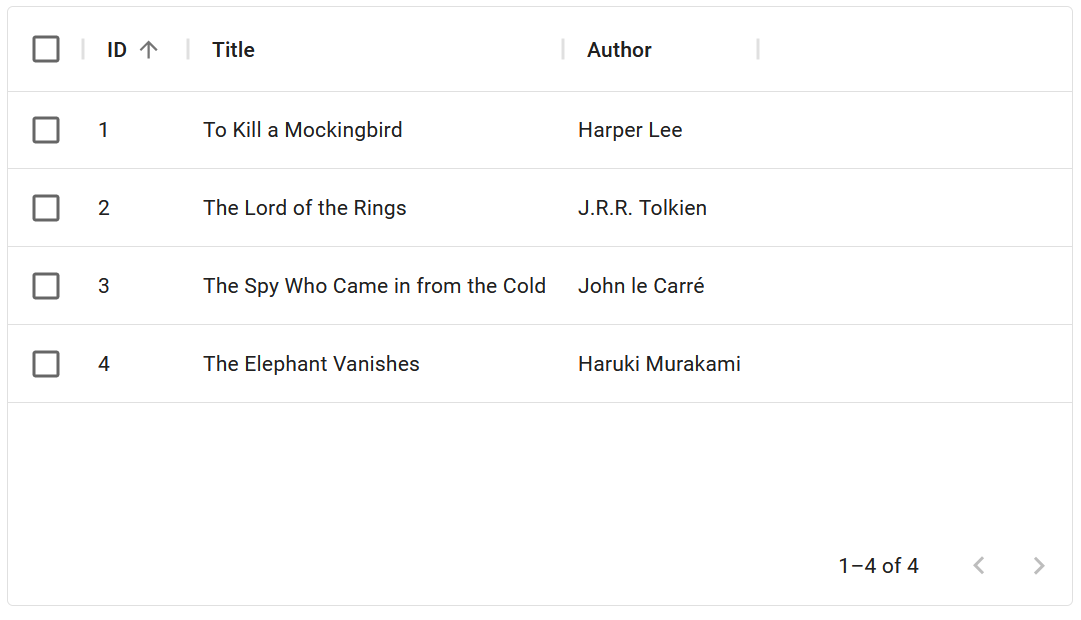 ID Title Author
1 To Kill a Mockingbird Harper Lee
2 The Lord of the Rings J.R.R. Tolkien
3 The Spy Who Came in from the Cold John le Carré
4 The Elephant Vanishes Haruki Murakami
1–4 of 4